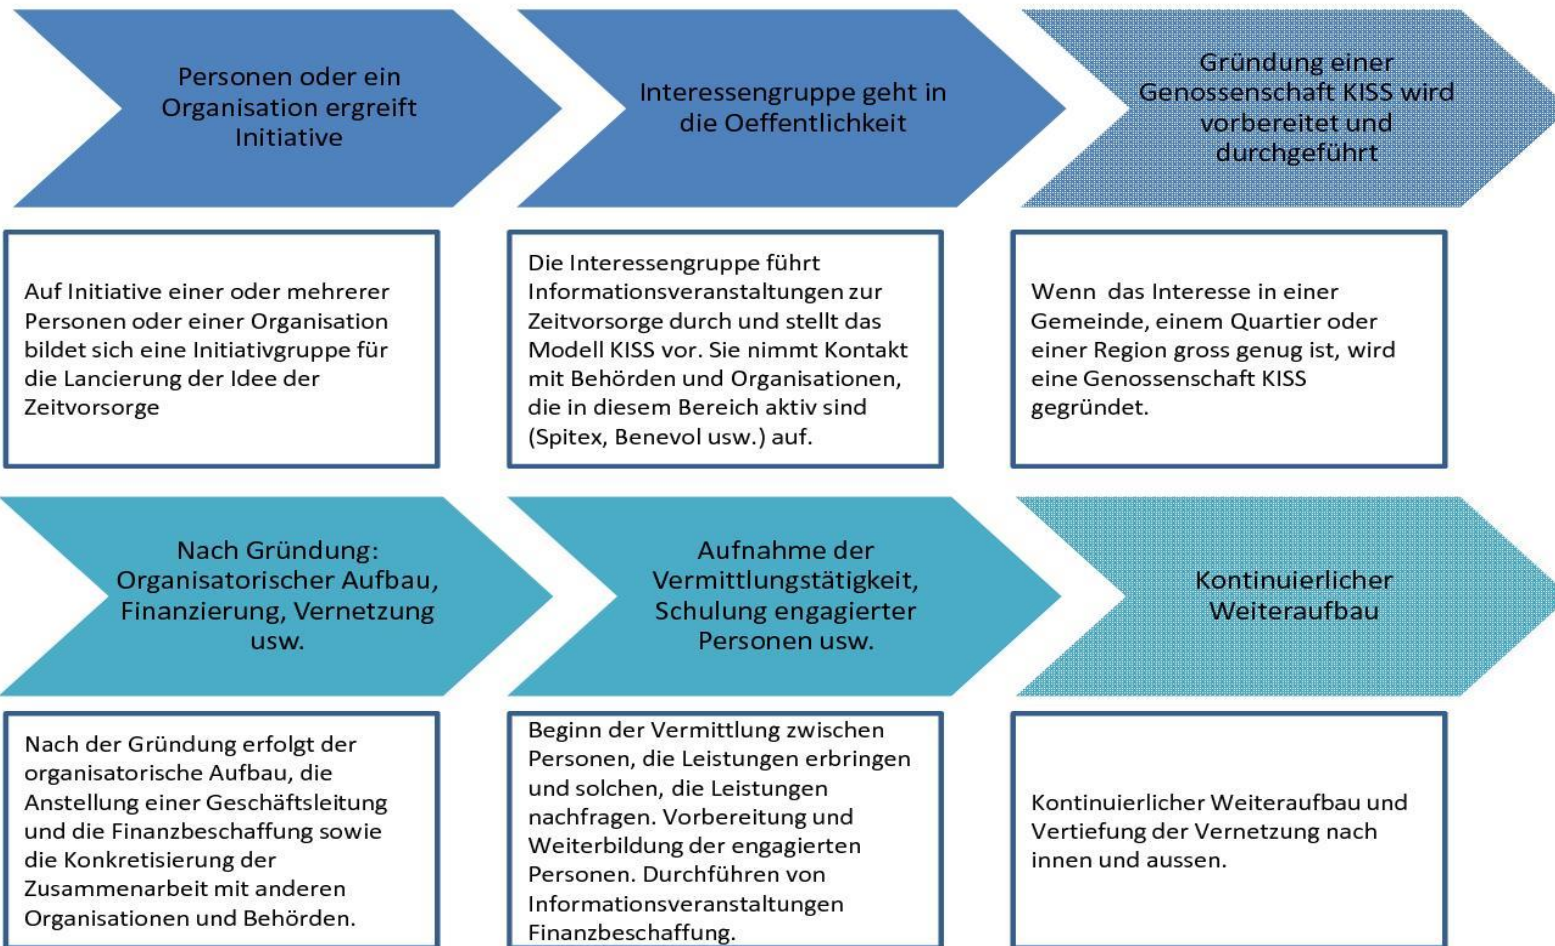 Personen oder ein
Organisation ergreift
Initiative
Interessengruppe geht in
die Oeffentlichkeit
Gründung einer
Genossenschaft KISS wird
vorbereitet und
durchgeführt
Auf Initiative einer oder mehrerer
Personen oder einer Organisation
bildet sich eine Initiativgruppe für
die Lancierung der Idee der
Zeitvorsorge
Die Interessengruppe führt
Informationsveranstaltungen zur
Zeitvorsorge durch und stellt das
Modell KISS vor. Sie nimmt Kontakt
mit Behörden und Organisationen,
die in diesem Bereich aktiv sind
(Spitex, Benevol usw.) auf.
Wenn das Interesse in einer
Gemeinde, einem Quartier oder
einer Region gross genug ist, wird
eine Genossenschaft KISS
gegründet.
Nach Gründung:
Organisatorischer Aufbau,
Finanzierung, Vernetzung
usw.
Aufnahme der
Vermittlungstätigkeit,
Schulung engagierter
Personen usw.
Kontinuierlicher
Weiteraufbau
Nach der Gründung erfolgt der
organisatorische Aufbau, die
Anstellung einer Geschäftsleitung
und die Finanzbeschaffung sowie
die Konkretisierung der
Zusammenarbeit mit anderen
Organisationen und Behörden.
Beginn der Vermittlung zwischen
Personen, die Leistungen erbringen
und solchen, die Leistungen
nachfragen. Vorbereitung und
Weiterbildung der engagierten
Personen. Durchführen von
Informationsveranstaltungen
Finanzbeschaffung.
Kontinuierlicher Weiteraufbau und
Vertiefung der Vernetzung nach
innen und aussen.